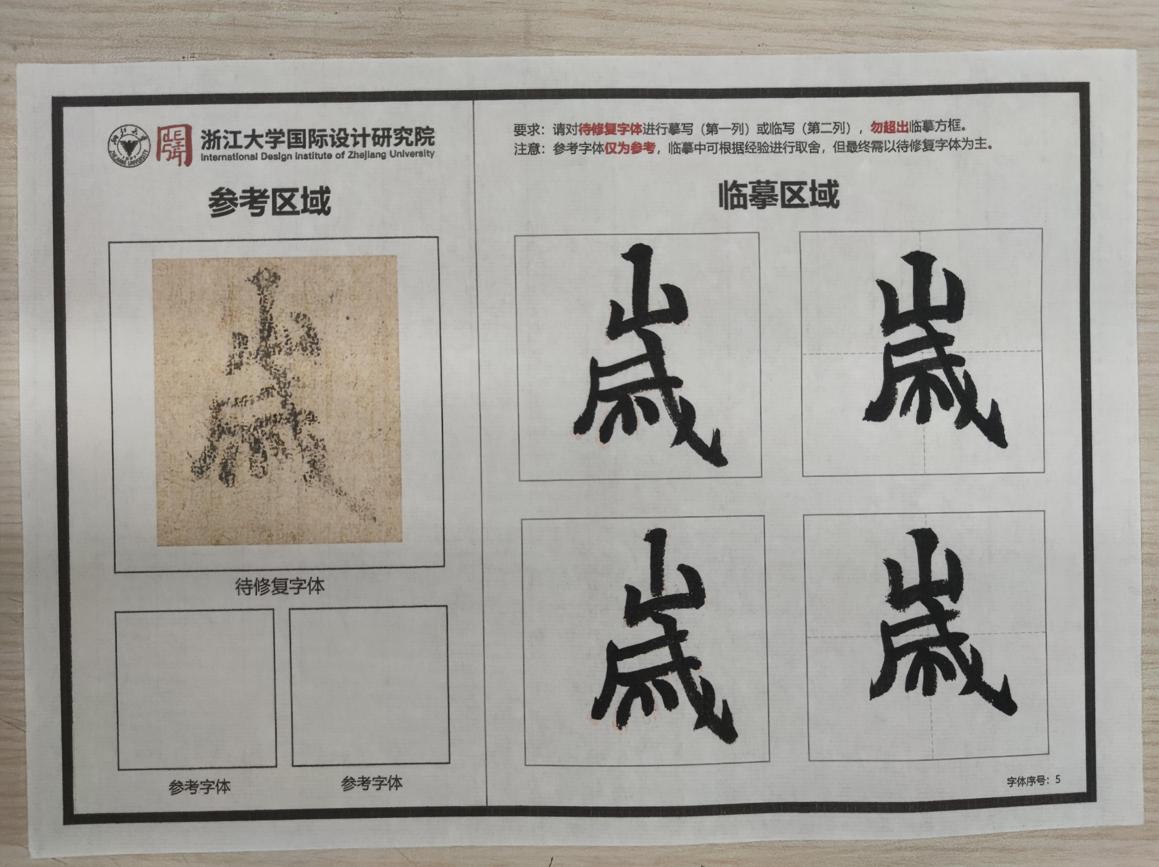 浙江大学国际设计研究院
International Design Institute of Zhejiang University
参考区域
待修复字体
参考字体
参考字体
要求：请对待修复字体进行摹写（第一列）或临写（第二列），勿超出临摹方框。
注意：参考字体仅为参考，临摹中可根据经验进行取舍，但最终需以待修复字体为主。
临摹区域
字体序号：5